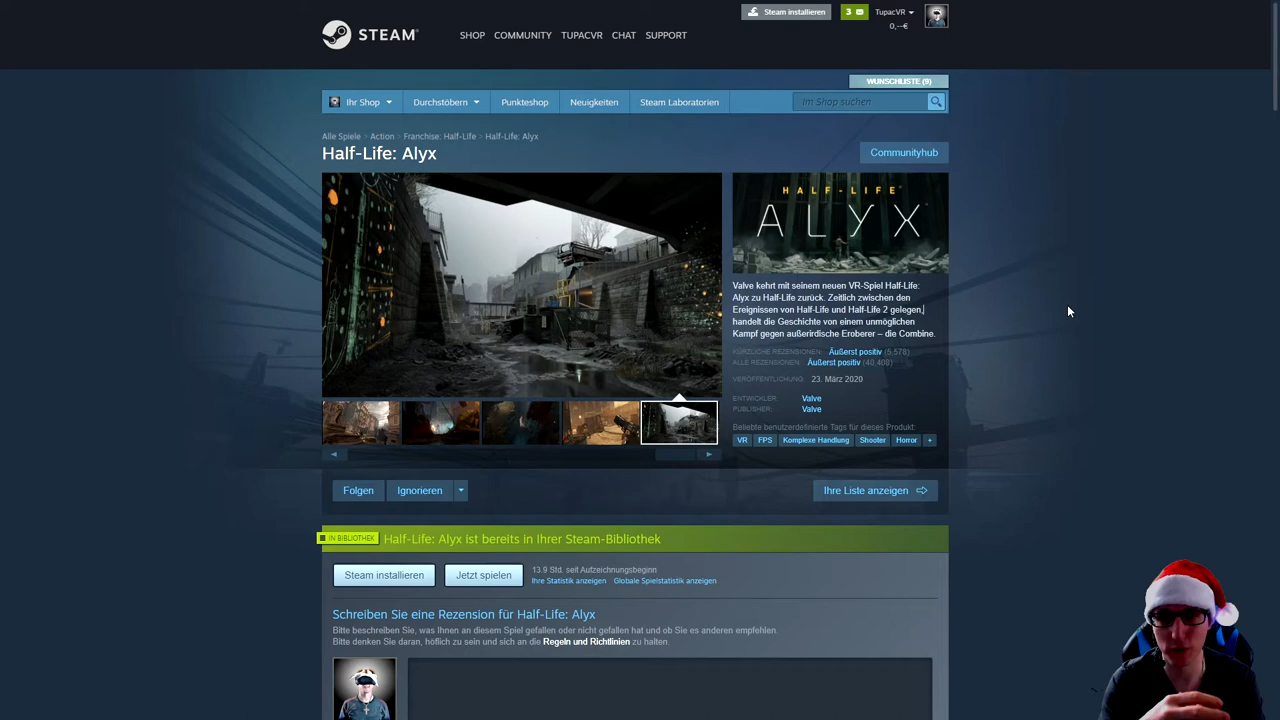 STEAM
SHOP COMMUNITY TUPACVR CHAT SUPPORT
Steam installieren
3
TupacVR
0,--€
WUNSCHLISTE (9)
Ihr Shop
Durchstöbern
Punkteshop
Neuigkeiten
Steam Laboratorien
Im Shop suchen
Alle Spiele > Action > Franchise: Half-Life > Half-Life: Alyx
Half-Life: Alyx
Communityhub
HALF-LIFE
ALYX
Valve kehrt mit seinem neuen VR-Spiel Half-Life:
Alyx zu Half-Life zurück. Zeitlich zwischen den
Ereignissen von Half-Life und Half-Life 2 gelegen,
handelt die Geschichte von einem unmöglichen
Kampf gegen außerirdische Eroberer – die Combine.
KÜRZLICHE REZENSIONEN: Äußerst positiv (5,578)
ALLE REZENSIONEN: Äußerst positiv (40,408)
VERÖFFENTLICHUNG: 23. März 2020
ENTWICKLER: Valve
PUBLISHER: Valve
Beliebte benutzerdefinierte Tags für dieses Produkt:
VR FPS Komplexe Handlung Shooter Horror +
Folgen
Ignorieren
Ihre Liste anzeigen
IN BIBLIOTHEK
Half-Life: Alyx ist bereits in Ihrer Steam-Bibliothek
Steam installieren
Jetzt spielen
13.9 Std. seit Aufzeichnungsbeginn
Ihre Statistik anzeigen Globale Spielstatistik anzeigen
Schreiben Sie eine Rezension für Half-Life: Alyx
Bitte beschreiben Sie, was Ihnen an diesem Spiel gefallen oder nicht gefallen hat und ob Sie es anderen empfehlen.
Bitte denken Sie daran, höflich zu sein und sich an die Regeln und Richtlinien zu halten.